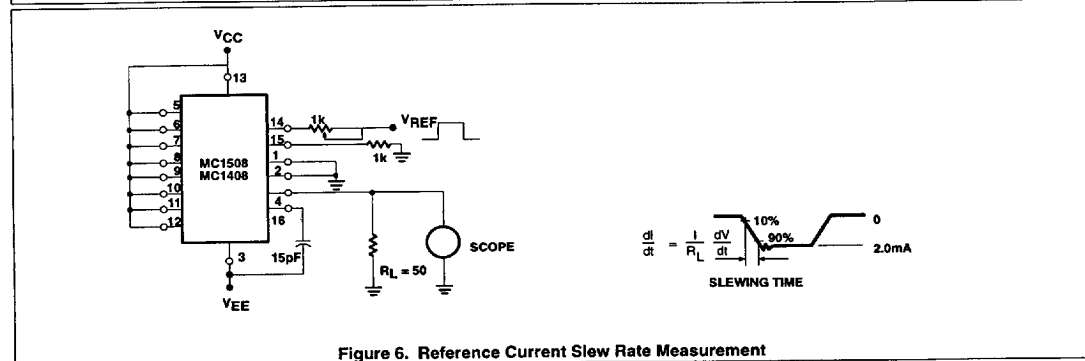 VCC
13
5
6
7
8
9
10
11
12
MC1508
MC1408
14
15
1
2
4
16
1k
VREF
1k
3
15pF
VEE
RL = 50
SCOPE
dI/dt = I/RL dV/dt
10%
90%
0
2.0mA
SLEWING TIME
Figure 6. Reference Current Slew Rate Measurement